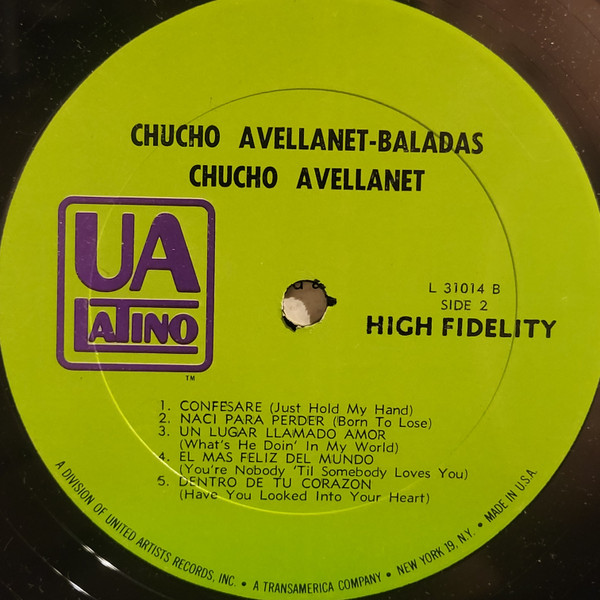 CHUCHO AVELLANET-BALADAS
CHUCHO AVELLANET
UA
LATINO
TM
L 31014 B
SIDE 2
HIGH FIDELITY
1. CONFESARE (Just Hold My Hand)
2. NACI PARA PERDER (Born To Lose)
3. UN LUGAR LLAMADO AMOR
(What's He Doin' In My World)
4. EL MAS FELIZ DEL MUNDO
(You're Nobody 'Til Somebody Loves You)
5. DENTRO DE TU CORAZON
(Have You Looked Into Your Heart)
A DIVISION OF UNITED ARTISTS RECORDS, INC. • A TRANSAMERICA COMPANY • NEW YORK 19, N.Y. • MADE IN U.S.A.